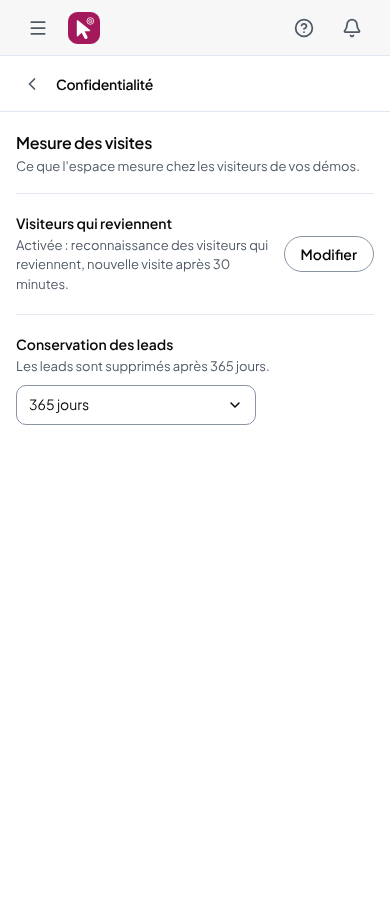 Confidentialité
Mesure des visites
Ce que l'espace mesure chez les visiteurs de vos démos.
Visiteurs qui reviennent
Activée : reconnaissance des visiteurs qui
reviennent, nouvelle visite après 30
minutes.
Modifier
Conservation des leads
Les leads sont supprimés après 365 jours.
365 jours